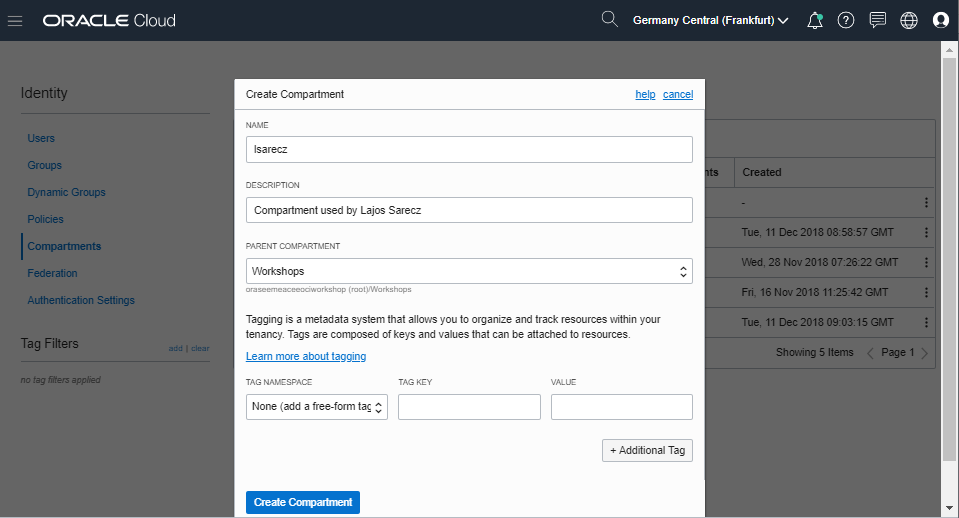 ORACLE Cloud
Germany Central (Frankfurt)
Identity
Users
Groups
Dynamic Groups
Policies
Compartments
Federation
Authentication Settings
Tag Filters
add | clear
no tag filters applied
Create Compartment
help cancel
NAME
lsarecz
DESCRIPTION
Compartment used by Lajos Sarecz
PARENT COMPARTMENT
Workshops
oraseemeaceeociworkshop (root)/Workshops
Tagging is a metadata system that allows you to organize and track resources within your
tenancy. Tags are composed of keys and values that can be attached to resources.
Learn more about tagging
TAG NAMESPACE TAG KEY VALUE
None (add a free-form tag
+ Additional Tag
Create Compartment
nts Created
-
Tue, 11 Dec 2018 08:58:57 GMT
Wed, 28 Nov 2018 07:26:22 GMT
Fri, 16 Nov 2018 11:25:42 GMT
Tue, 11 Dec 2018 09:03:15 GMT
Showing 5 Items < Page 1 >